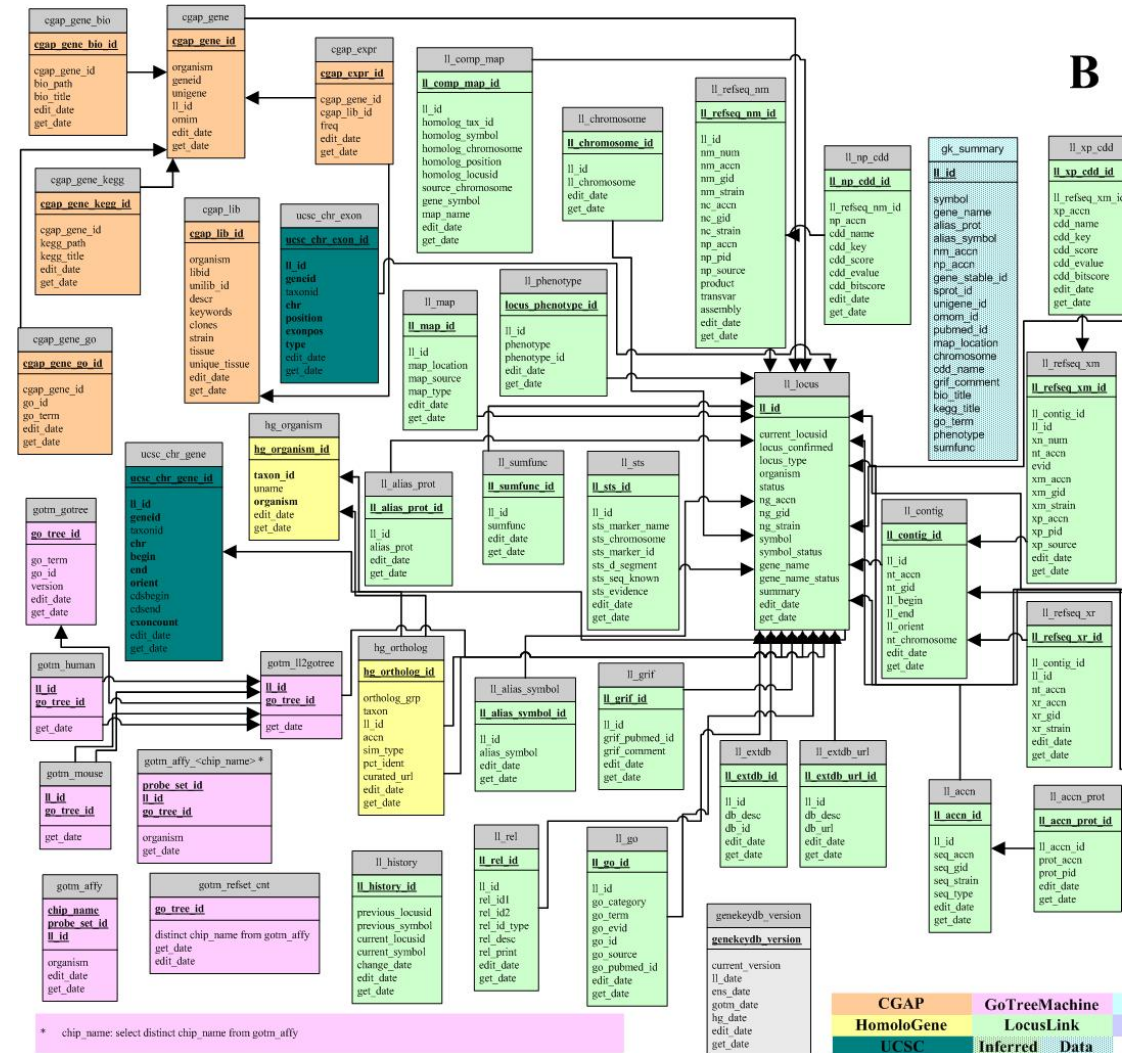 cgap_gene_bio
cgap_gene_bio_id
cgap_gene_id
bio_path
bio_title
edit_date
get_date
cgap_gene
cgap_gene_id
organism
geneid
unigene
ll_id
omim
edit_date
get_date
cgap_expr
cgap_expr_id
cgap_gene_id
cgap_lib_id
freq
edit_date
get_date
ll_comp_map
ll_comp_map_id
ll_id
homolog_tax_id
homolog_symbol
homolog_chromosome
homolog_position
homolog_locusid
source_chromosome
gene_symbol
map_name
edit_date
get_date
ll_chromosome
ll_chromosome_id
ll_id
ll_chromosome
edit_date
get_date
ll_refseq_nm
ll_refseq_nm_id
ll_id
nm_num
nm_accn
nm_gid
nm_strain
nc_accn
nc_gid
nc_strain
np_accn
np_pid
np_source
product
transvar
assembly
edit_date
get_date
B
ll_np_cdd
ll_np_cdd_id
ll_refseq_nm_id
np_accn
cdd_name
cdd_key
cdd_score
cdd_evalue
cdd_bitscore
edit_date
get_date
gk_summary
ll_id
symbol
gene_name
alias_prot
alias_symbol
nm_accn
np_accn
gene_stable_id
sprot_id
unigene_id
omom_id
pubmed_id
map_location
chromosome
cdd_name
grif_comment
bio_title
kegg_title
go_term
phenotype
sumfunc
ll_xp_cdd
ll_xp_cdd_id
ll_refseq_xm_id
xp_accn
cdd_name
cdd_key
cdd_score
cdd_evalue
cdd_bitscore
edit_date
get_date
cgap_gene_kegg
cgap_gene_kegg_id
cgap_gene_id
kegg_path
kegg_title
edit_date
get_date
cgap_lib
cgap_lib_id
organism
libid
unilib_id
descr
keywords
clones
strain
tissue
unique_tissue
edit_date
get_date
ucsc_chr_exon
ucsc_chr_exon_id
ll_id
geneid
taxonid
chr
position
exonpos
type
edit_date
get_date
ll_map
ll_map_id
ll_id
map_location
map_source
map_type
edit_date
get_date
ll_phenotype
locus_phenotype_id
ll_id
phenotype
phenotype_id
edit_date
get_date
cgap_gene_go
cgap_gene_go_id
cgap_gene_id
go_id
go_term
edit_date
get_date
ll_locus
ll_id
current_locusid
locus_confirmed
locus_type
organism
status
ng_accn
ng_gid
ng_strain
symbol
symbol_status
gene_name
gene_name_status
summary
edit_date
get_date
ll_refseq_xm
ll_refseq_xm_id
ll_contig_id
ll_id
xn_num
nt_accn
evid
xm_accn
xm_gid
xm_strain
xp_accn
xp_pid
xp_source
edit_date
get_date
hg_organism
hg_organism_id
taxon_id
uname
organism
edit_date
get_date
ucsc_chr_gene
ucsc_chr_gene_id
ll_id
geneid
taxonid
chr
begin
end
orient
cdsbegin
cdsend
exoncount
edit_date
get_date
ll_alias_prot
ll_alias_prot_id
ll_id
alias_prot
edit_date
get_date
ll_sumfunc
ll_sumfunc_id
ll_id
sumfunc
edit_date
get_date
ll_sts
ll_sts_id
ll_id
sts_marker_name
sts_chromosome
sts_marker_id
sts_d_segment
sts_seq_known
sts_evidence
edit_date
get_date
ll_contig
ll_contig_id
ll_id
nt_accn
nt_gid
ll_begin
ll_end
ll_orient
nt_chromosome
edit_date
get_date
gotm_gotree
go_tree_id
go_term
go_id
version
edit_date
get_date
ll_refseq_xr
ll_refseq_xr_id
ll_contig_id
ll_id
nt_accn
xr_accn
xr_gid
xr_strain
edit_date
get_date
gotm_human
ll_id
go_tree_id
get_date
gotm_ll2gotree
ll_id
go_tree_id
get_date
hg_ortholog
hg_ortholog_id
ortholog_grp
taxon
ll_id
accn
sim_type
pct_ident
curated_url
edit_date
get_date
ll_alias_symbol
ll_alias_symbol_id
ll_id
alias_symbol
edit_date
get_date
ll_grif
ll_grif_id
ll_id
grif_pubmed_id
grif_comment
edit_date
get_date
ll_extdb
ll_extdb_id
ll_id
db_desc
db_id
edit_date
get_date
ll_extdb_url
ll_extdb_url_id
ll_id
db_desc
db_url
edit_date
get_date
gotm_mouse
ll_id
go_tree_id
get_date
gotm_affy_<chip_name> *
probe_set_id
ll_id
go_tree_id
organism
get_date
ll_accn
ll_accn_id
ll_id
seq_accn
seq_gid
seq_strain
seq_type
edit_date
get_date
ll_accn_prot
ll_accn_prot_id
ll_accn_id
prot_accn
prot_pid
edit_date
get_date
gotm_affy
chip_name
probe_set_id
ll_id
organism
edit_date
get_date
gotm_refset_cnt
go_tree_id
distinct chip_name from gotm_affy
get_date
edit_date
ll_history
ll_history_id
previous_locusid
previous_symbol
current_locusid
current_symbol
change_date
edit_date
get_date
ll_rel
ll_rel_id
ll_id
rel_id1
rel_id2
rel_id_type
rel_desc
rel_print
edit_date
get_date
ll_go
ll_go_id
ll_id
go_category
go_term
go_evid
go_id
go_source
go_pubmed_id
edit_date
get_date
genekeydb_version
genekeydb_version
current_version
ll_date
ens_date
gotm_date
hg_date
edit_date
get_date
* chip_name: select distinct chip_name from gotm_affy
CGAP GoTreeMachine
HomoloGene LocusLink
UCSC Inferred Data